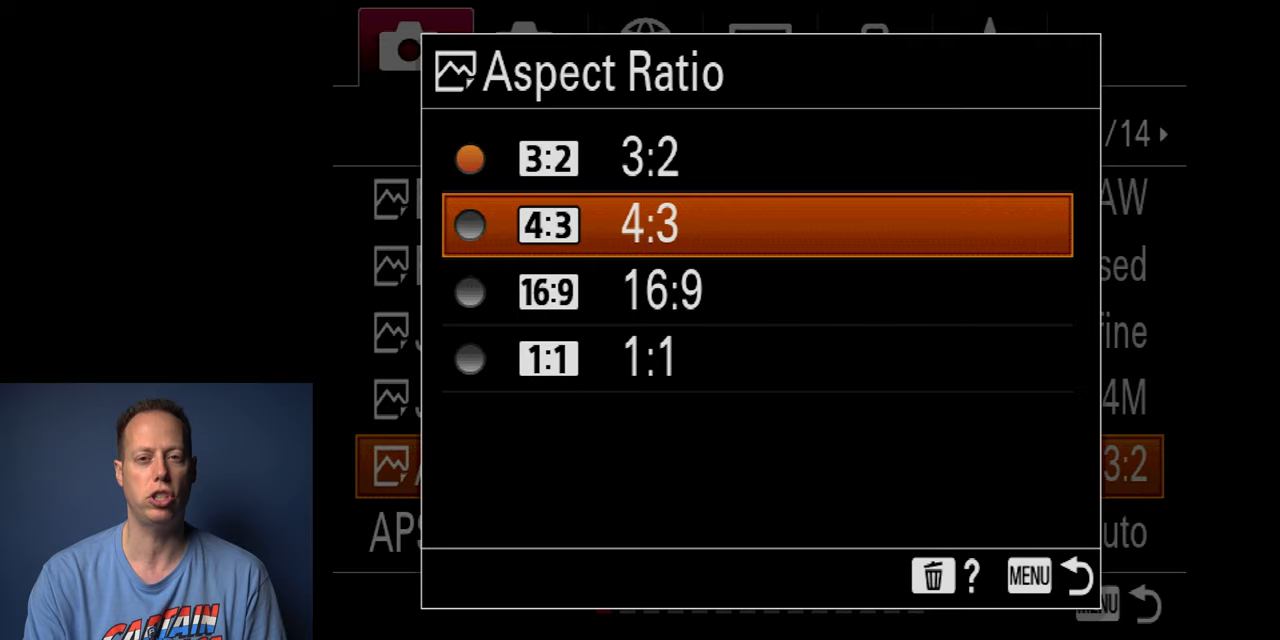 Aspect Ratio
/14
3:2 3:2
AW
4:3 4:3
sed
16:9 16:9
fine
1:1 1:1
4M
3:2
APS
uto
? MENU
MENU
CAPTAIN